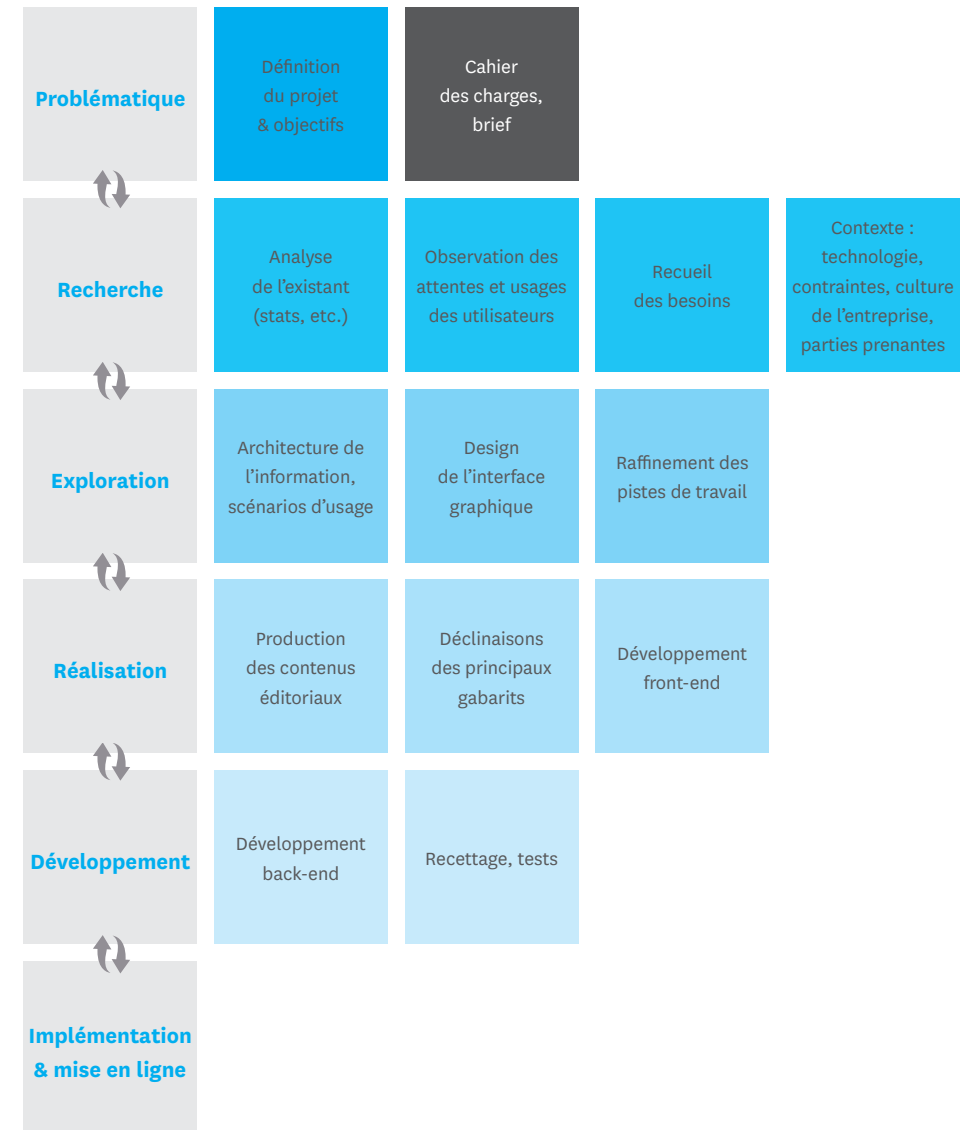 Problématique
Définition
du projet
& objectifs
Cahier
des charges,
brief
Recherche
Analyse
de l’existant
(stats, etc.)
Observation des
attentes et usages
des utilisateurs
Recueil
des besoins
Contexte :
technologie,
contraintes, culture
de l’entreprise,
parties prenantes
Exploration
Architecture de
l’information,
scénarios d’usage
Design
de l’interface
graphique
Raffinement des
pistes de travail
Réalisation
Production
des contenus
éditoriaux
Déclinaisons
des principaux
gabarits
Développement
front-end
Développement
Développement
back-end
Recettage, tests
Implémentation
& mise en ligne